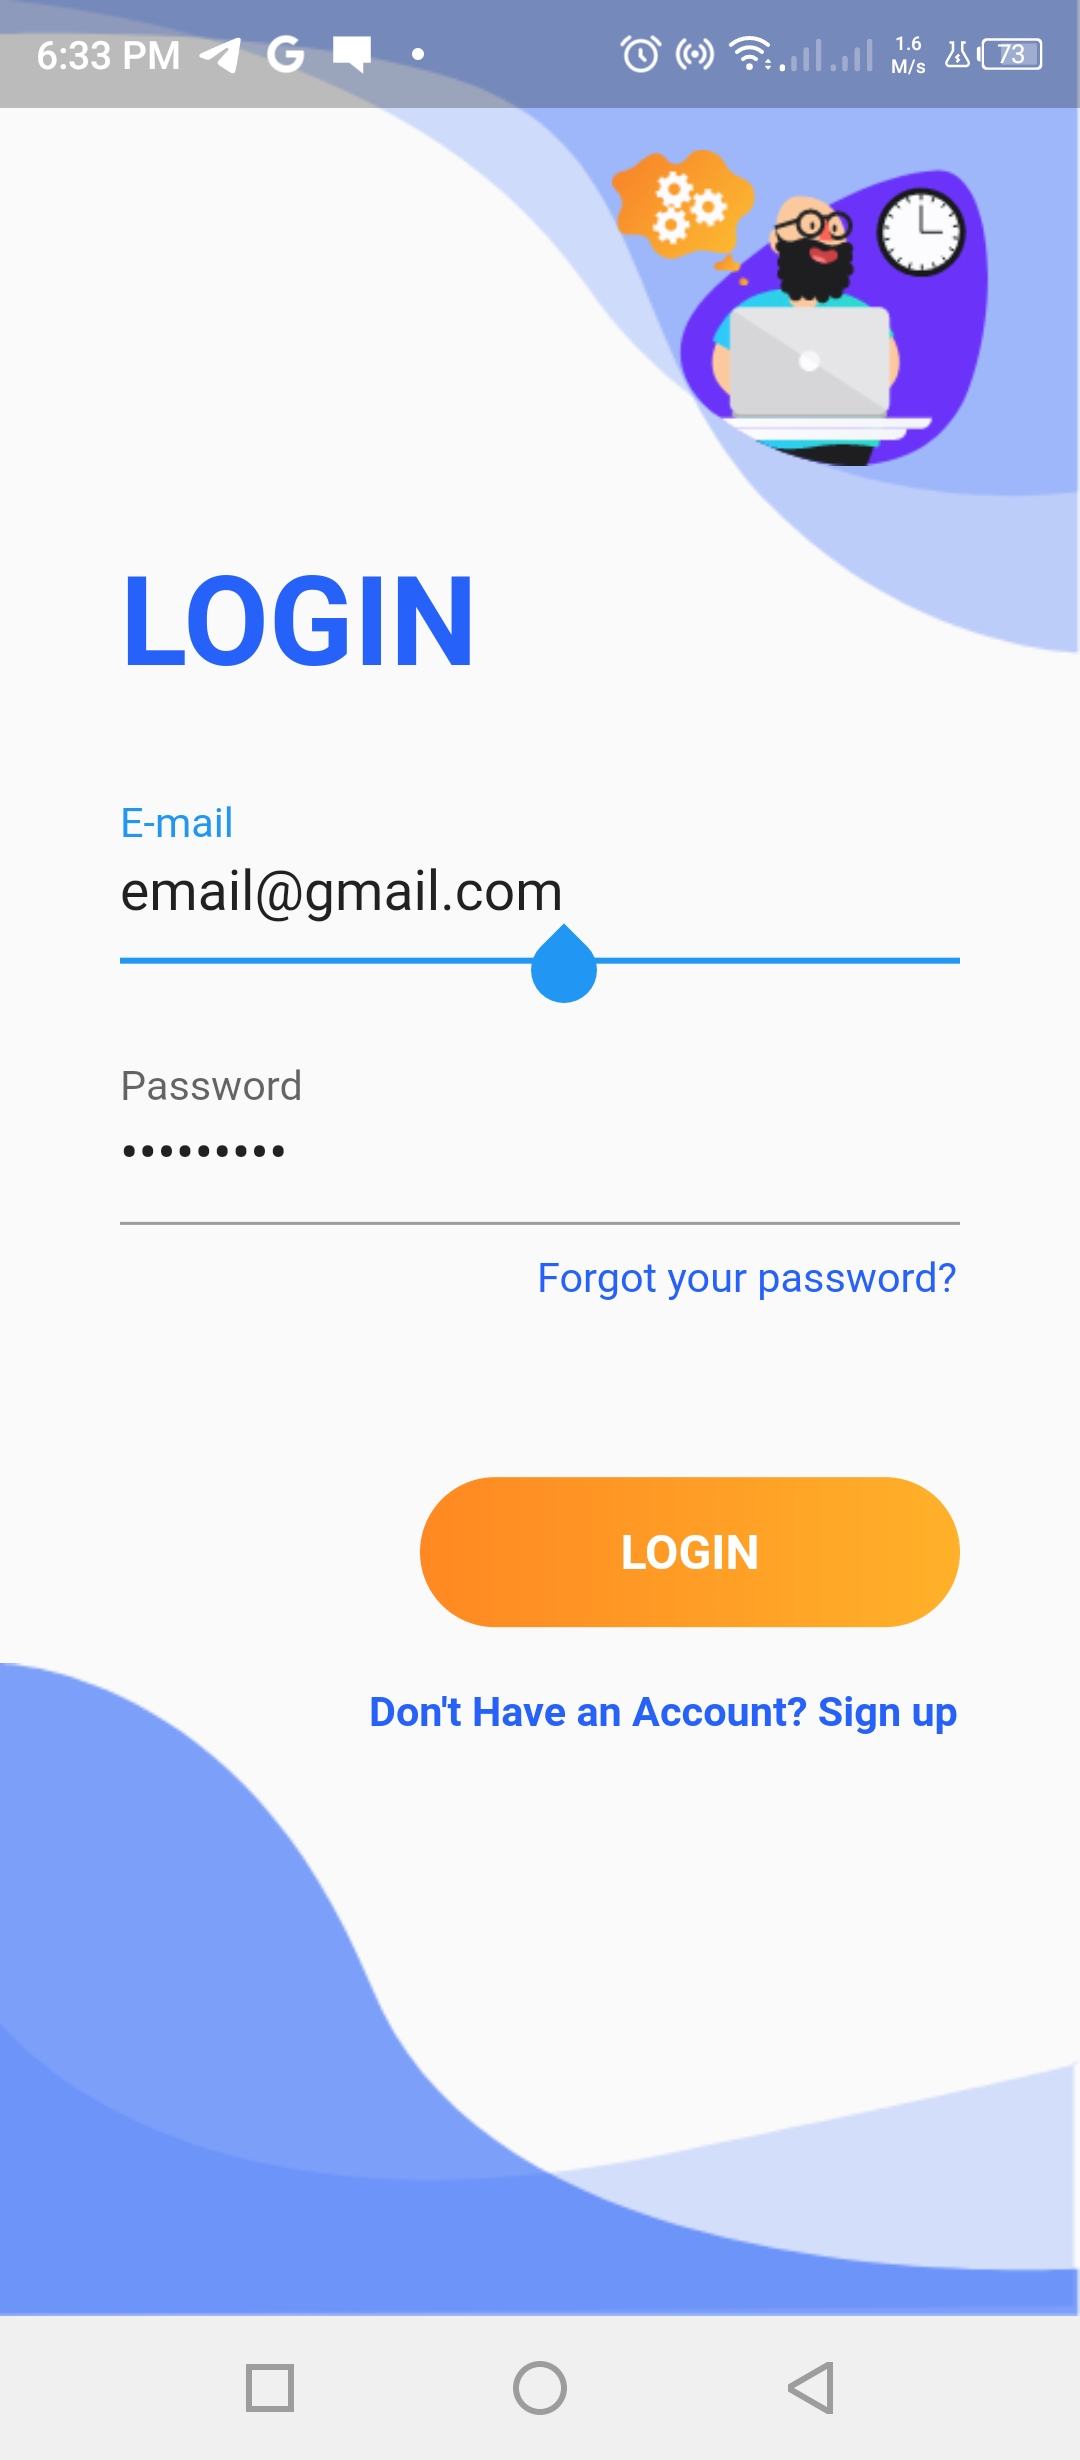 6:33 PM
1.6
M/s
73
LOGIN
E-mail
email@gmail.com
Password
•••••••••
Forgot your password?
LOGIN
Don't Have an Account? Sign up